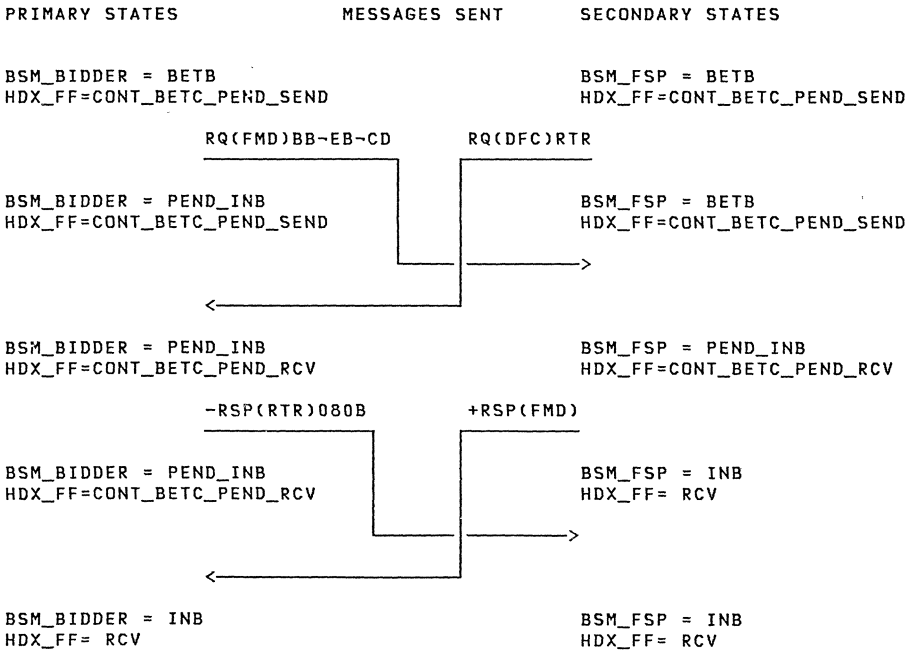 PRIMARY STATES MESSAGES SENT SECONDARY STATES
BSM_BIDDER = BETB BSM_FSP = BETB
HDX_FF=CONT_BETC_PEND_SEND HDX_FF=CONT_BETC_PEND_SEND
RQ(FMD)BB¬EB¬CD RQ(DFC)RTR
BSM_BIDDER = PEND_INB BSM_FSP = BETB
HDX_FF=CONT_BETC_PEND_SEND HDX_FF=CONT_BETC_PEND_SEND
BSM_BIDDER = PEND_INB BSM_FSP = PEND_INB
HDX_FF=CONT_BETC_PEND_RCV HDX_FF=CONT_BETC_PEND_RCV
-RSP(RTR)080B +RSP(FMD)
BSM_BIDDER = PEND_INB BSM_FSP = INB
HDX_FF=CONT_BETC_PEND_RCV HDX_FF= RCV
BSM_BIDDER = INB BSM_FSP = INB
HDX_FF= RCV HDX_FF= RCV